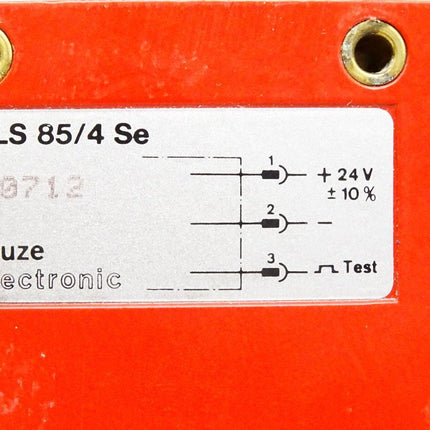 LS 85/4 Se
0712
uze
ectronic
1 + 24 V
± 10 %
2 −
3 Test